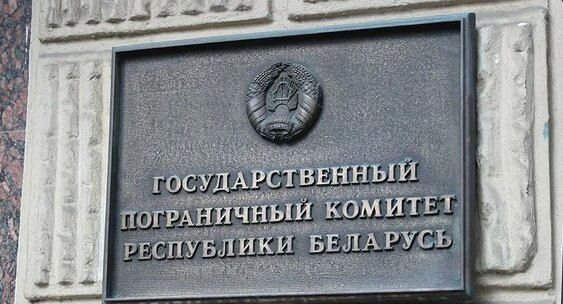 ГОСУДАРСТВЕННЫЙ
ПОГРАНИЧНЫЙ КОМИТЕТ
РЕСПУБЛИКИ БЕЛАРУСЬ